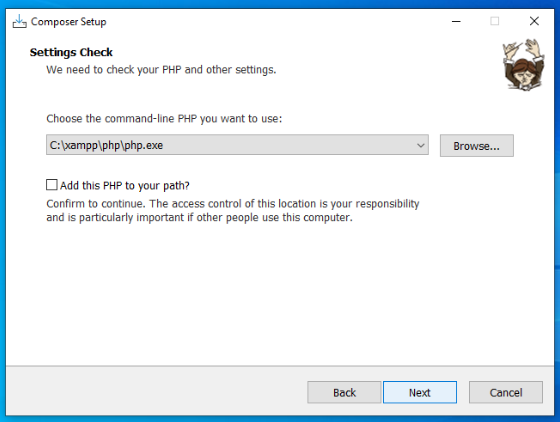 Composer Setup
Settings Check
We need to check your PHP and other settings.
Choose the command-line PHP you want to use:
C:\xampp\php\php.exe
Browse...
Add this PHP to your path?
Confirm to continue. The access control of this location is your responsibility
and is particularly important if other people use this computer.
Back
Next
Cancel